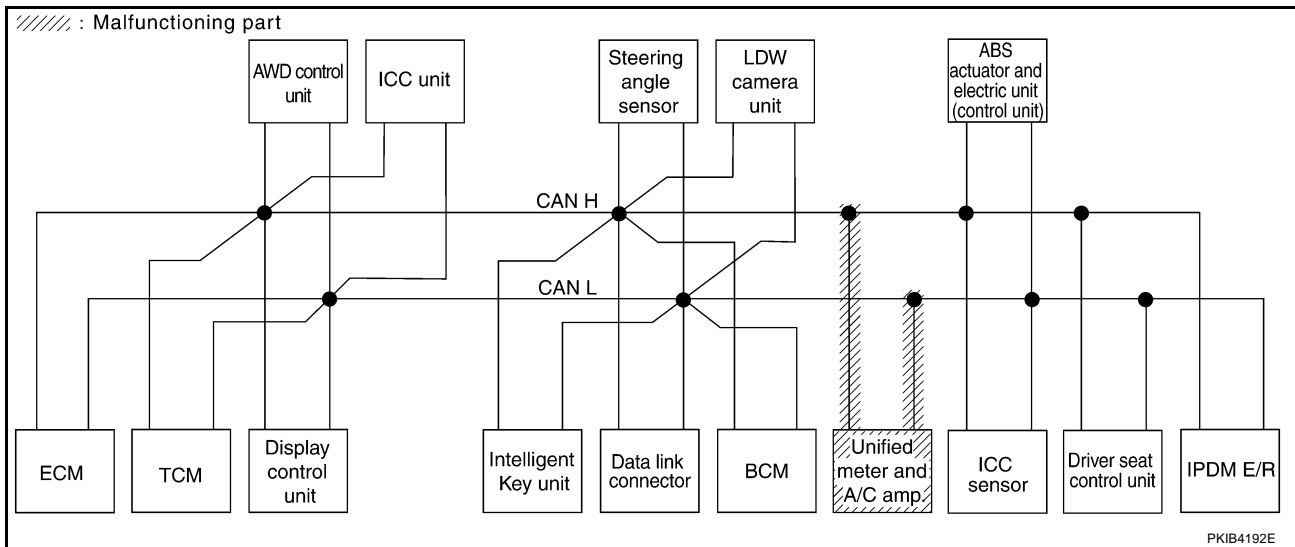 : Malfunctioning part
AWD control
unit
ICC unit
Steering
angle
sensor
LDW
camera
unit
ABS
actuator and
electric unit
(control unit)
CAN H
CAN L
ECM
TCM
Display
control
unit
Intelligent
Key unit
Data link
connector
BCM
Unified
meter and
A/C amp.
ICC
sensor
Driver seat
control unit
IPDM E/R
PKIB4192E